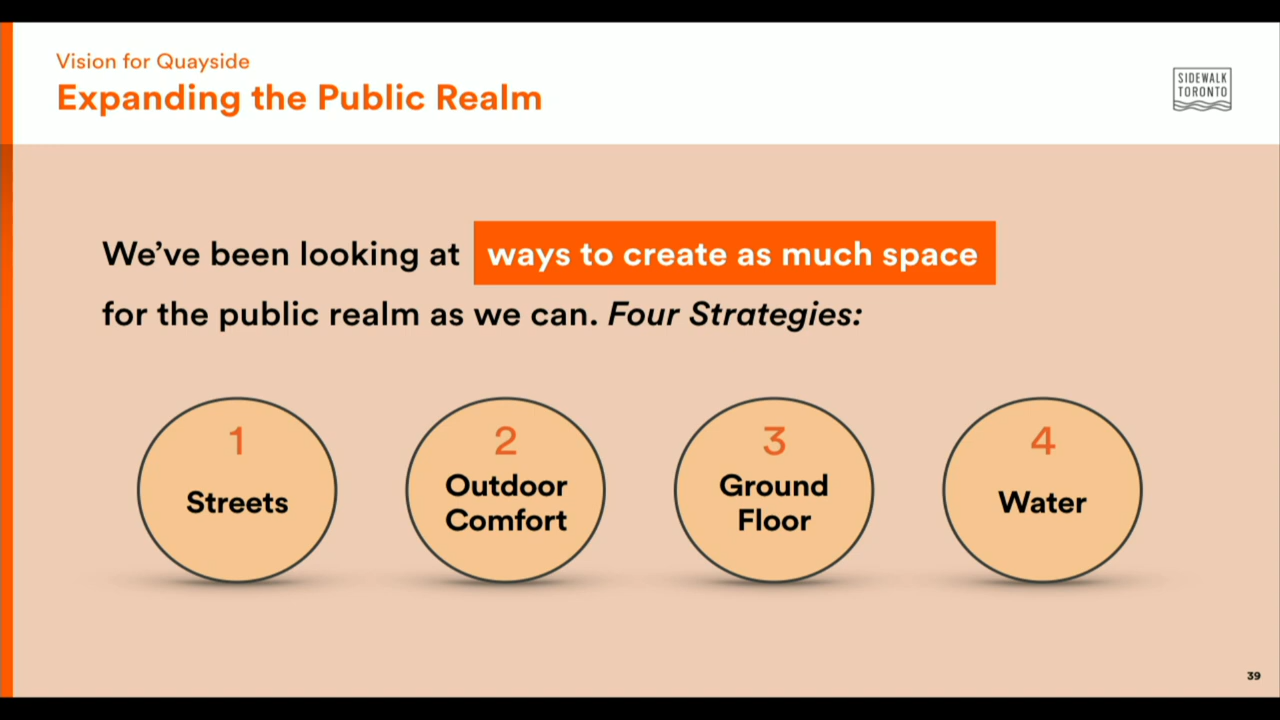 Vision for Quayside
Expanding the Public Realm
SIDEWALK
TORONTO
We've been looking at ways to create as much space
for the public realm as we can. Four Strategies:
1
Streets
2
Outdoor
Comfort
3
Ground
Floor
4
Water
39